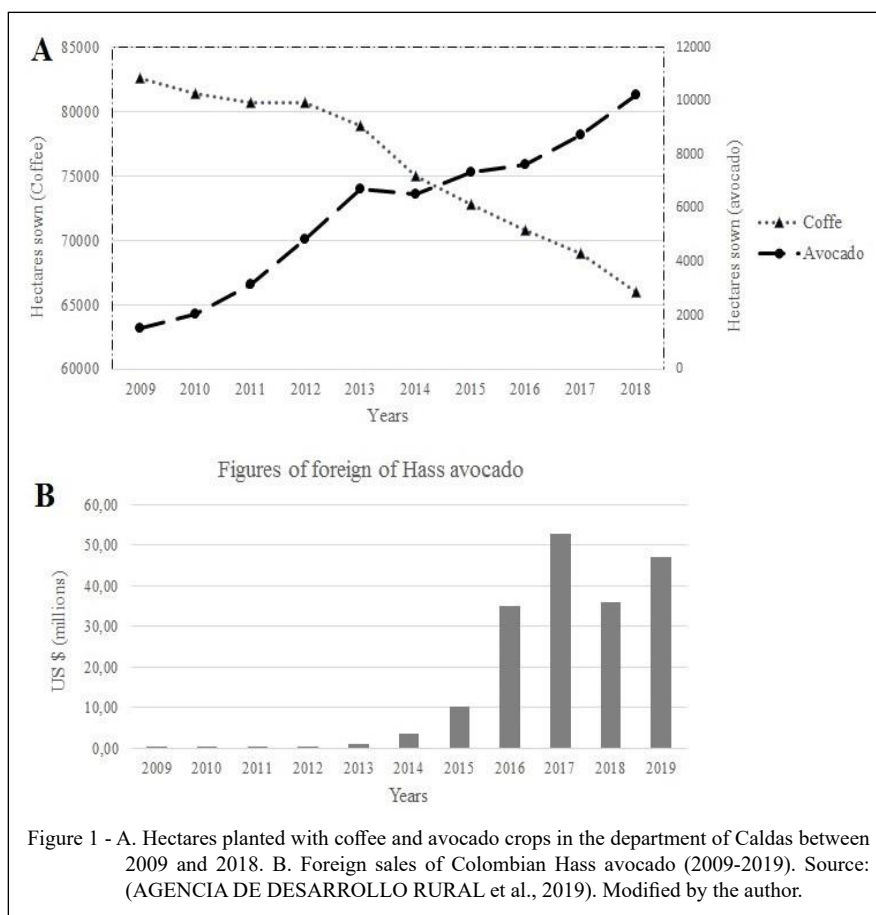 A
85000
80000
75000
70000
65000
60000
Hectares sown (Coffee)
12000
10000
8000
6000
4000
2000
0
Hectares sown (avocado)
2009 2010 2011 2012 2013 2014 2015 2016 2017 2018
Years
Coffe
Avocado
Figures of foreign of Hass avocado
B
60,00
50,00
40,00
30,00
20,00
10,00
0,00
US $ (millions)
2009 2010 2011 2012 2013 2014 2015 2016 2017 2018 2019
Years
Figure 1 - A. Hectares planted with coffee and avocado crops in the department of Caldas between
2009 and 2018. B. Foreign sales of Colombian Hass avocado (2009-2019). Source:
(AGENCIA DE DESARROLLO RURAL et al., 2019). Modified by the author.